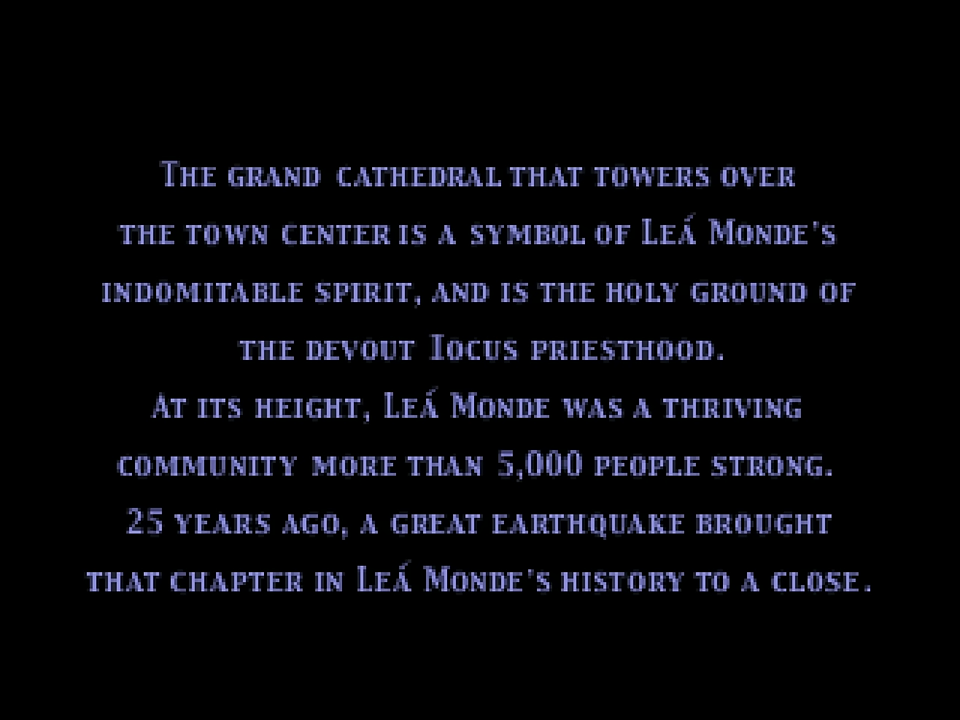 The grand cathedral that towers over
the town center is a symbol of Leá Monde's
indomitable spirit, and is the holy ground of
the devout Iocus priesthood.
At its height, Leá Monde was a thriving
community more than 5,000 people strong.
25 years ago, a great earthquake brought
that chapter in Leá Monde's history to a close.